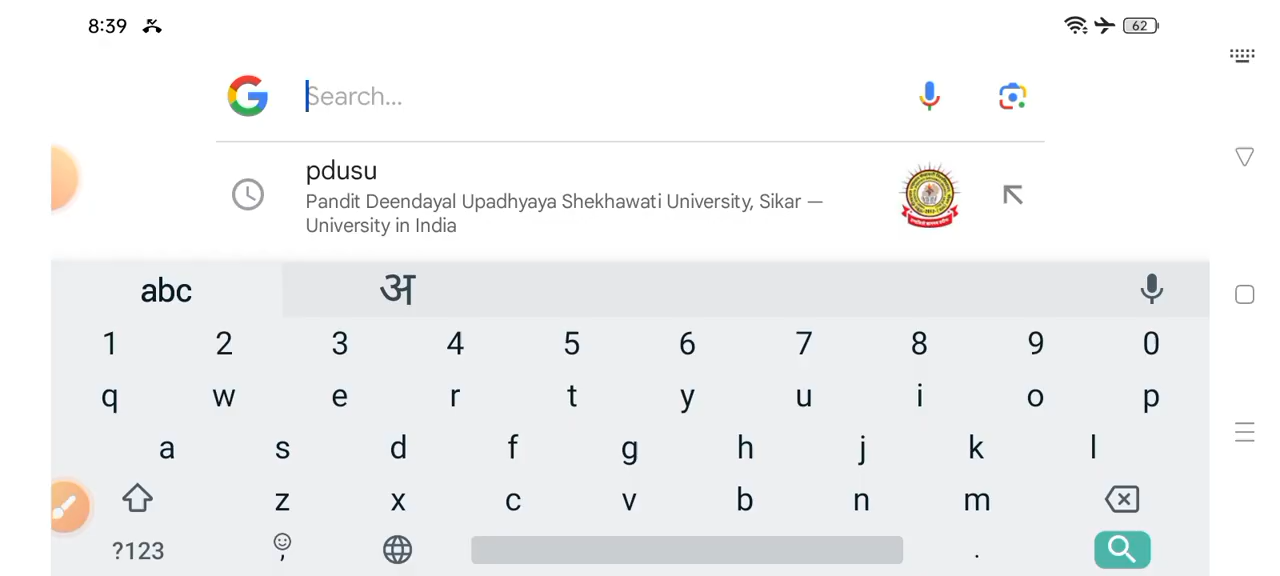 8:39
62
Search...
pdusu
Pandit Deendayal Upadhyaya Shekhawati University, Sikar —
University in India
abc अ
1 2 3 4 5 6 7 8 9 0
q w e r t y u i o p
a s d f g h j k l
z x c v b n m
?123 , .